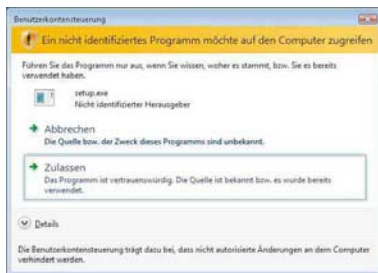 Benutzerkontensteuerung
Ein nicht identifiziertes Programm möchte auf den Computer zugreifen
Führen Sie das Programm nur aus, wenn Sie wissen, woher es stammt, bzw. Sie es bereits
verwendet haben.
setup.exe
Nicht identifizierter Herausgeber
Abbrechen
Die Quelle bzw. der Zweck dieses Programms sind unbekannt.
Zulassen
Das Programm ist vertrauenswürdig. Die Quelle ist bekannt bzw. es wurde bereits
verwendet.
Details
Die Benutzerkontensteuerung trägt dazu bei, dass nicht autorisierte Änderungen an dem Computer
verhindert werden.